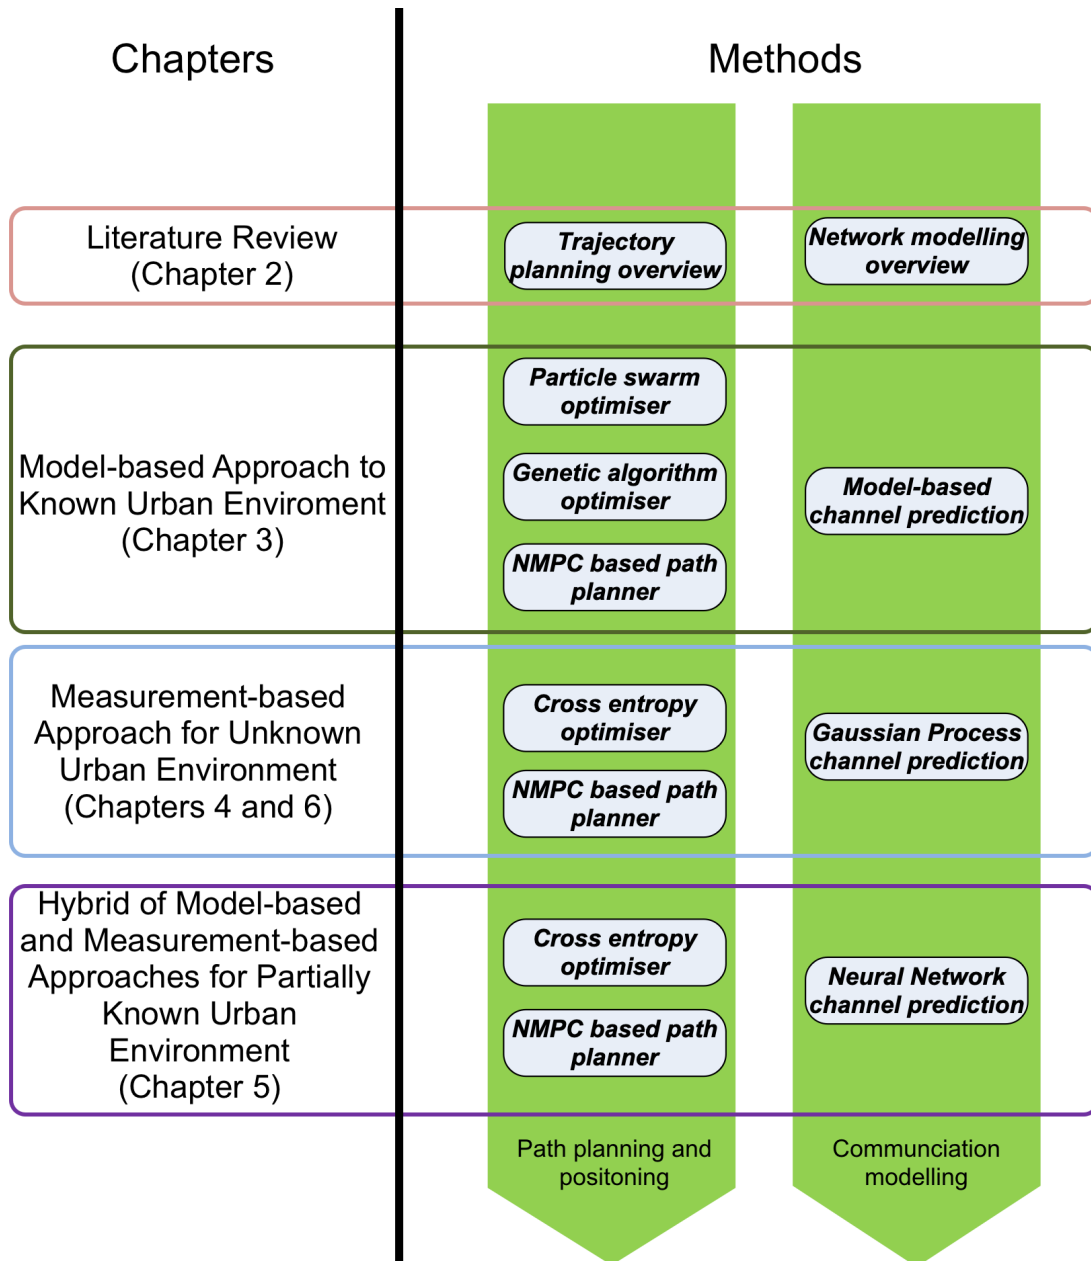 Chapters
Methods
Literature Review
(Chapter 2)
Trajectory
planning overview
Network modelling
overview
Model-based Approach to
Known Urban Enviroment
(Chapter 3)
Particle swarm
optimiser
Genetic algorithm
optimiser
NMPC based path
planner
Model-based
channel prediction
Measurement-based
Approach for Unknown
Urban Environment
(Chapters 4 and 6)
Cross entropy
optimiser
NMPC based path
planner
Gaussian Process
channel prediction
Hybrid of Model-based
and Measurement-based
Approaches for Partially
Known Urban
Environment
(Chapter 5)
Cross entropy
optimiser
NMPC based path
planner
Neural Network
channel prediction
Path planning and
positoning
Communciation
modelling